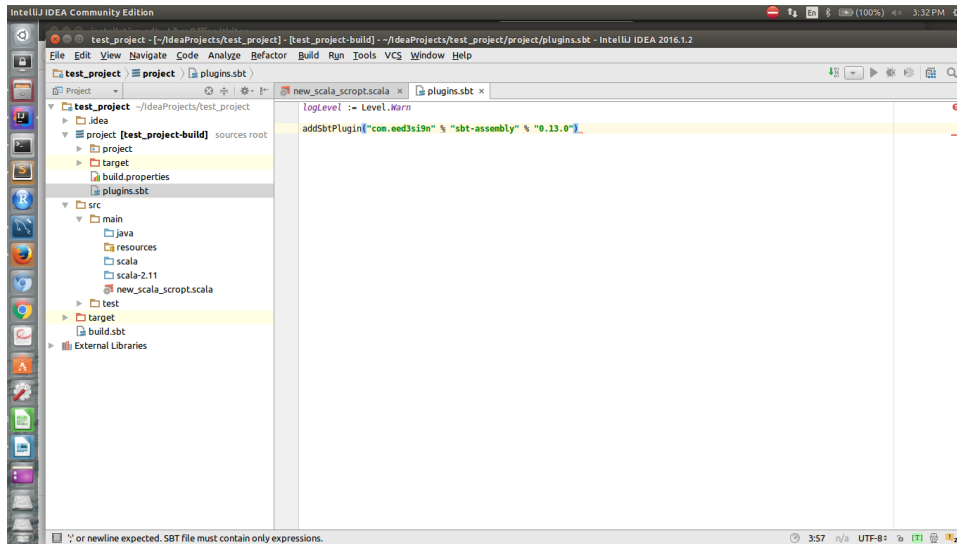 IntelliJ IDEA Community Edition
En
(100%)
3:32 PM
test_project - [~/IdeaProjects/test_project] - [test_project-build] - ~/IdeaProjects/test_project/project/plugins.sbt - IntelliJ IDEA 2016.1.2
File Edit View Navigate Code Analyze Refactor Build Run Tools VCS Window Help
test_project project plugins.sbt
Project
new_scala_scropt.scala
plugins.sbt
test_project ~/IdeaProjects/test_project
.idea
project [test_project-build] sources root
project
target
build.properties
plugins.sbt
src
main
java
resources
scala
scala-2.11
new_scala_scropt.scala
test
target
build.sbt
External Libraries
logLevel := Level.Warn
addSbtPlugin("com.eed3si9n" % "sbt-assembly" % "0.13.0")
';' or newline expected. SBT file must contain only expressions.
3:57 n/a UTF-8 [T]